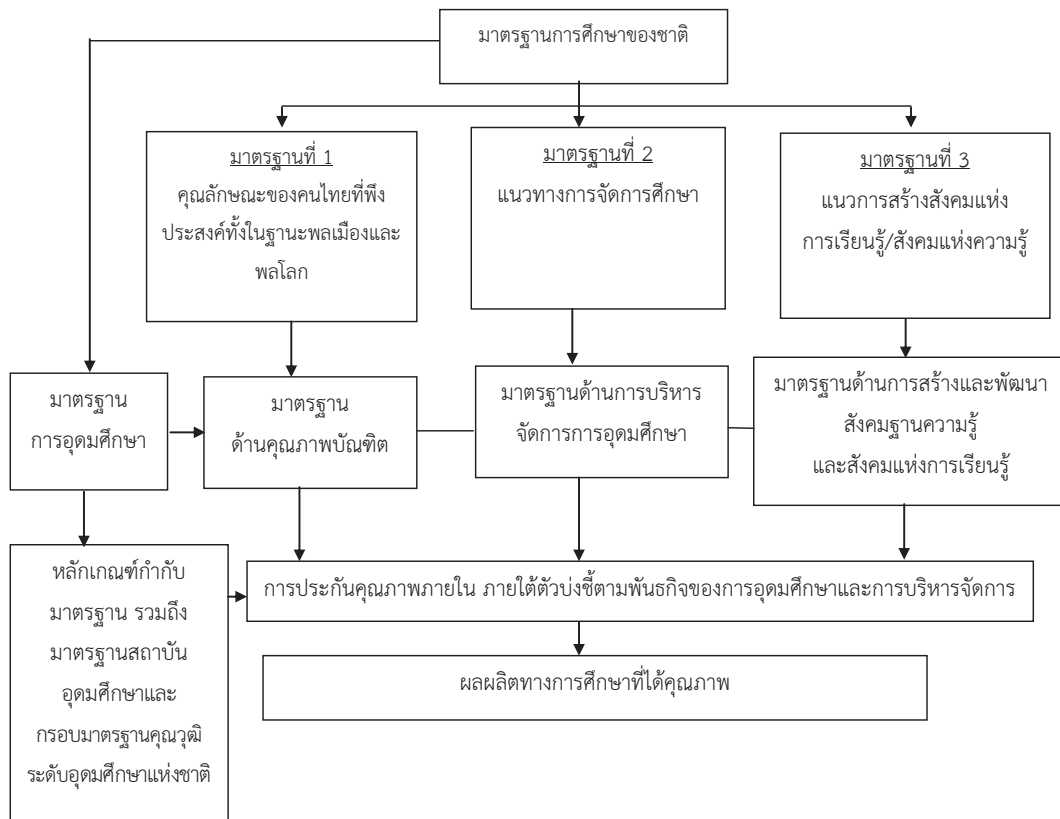 มาตรฐานการศึกษาของชาติ
มาตรฐานที่ 1
คุณลักษณะของคนไทยที่พึง
ประสงค์ทั้งในฐานะพลเมืองและ
พลโลก
มาตรฐานที่ 2
แนวทางการจัดการศึกษา
มาตรฐานที่ 3
แนวการสร้างสังคมแห่ง
การเรียนรู้/สังคมแห่งความรู้
มาตรฐาน
การอุดมศึกษา
มาตรฐาน
ด้านคุณภาพบัณฑิต
มาตรฐานด้านการบริหาร
จัดการการอุดมศึกษา
มาตรฐานด้านการสร้างและพัฒนา
สังคมฐานความรู้
และสังคมแห่งการเรียนรู้
หลักเกณฑ์กำกับ
มาตรฐาน รวมถึง
มาตรฐานสถาบัน
อุดมศึกษาและ
กรอบมาตรฐานคุณวุฒิ
ระดับอุดมศึกษาแห่งชาติ
การประกันคุณภาพภายใน ภายใต้ตัวบ่งชี้ตามพันธกิจของการอุดมศึกษาและการบริหารจัดการ
ผลผลิตทางการศึกษาที่ได้คุณภาพ